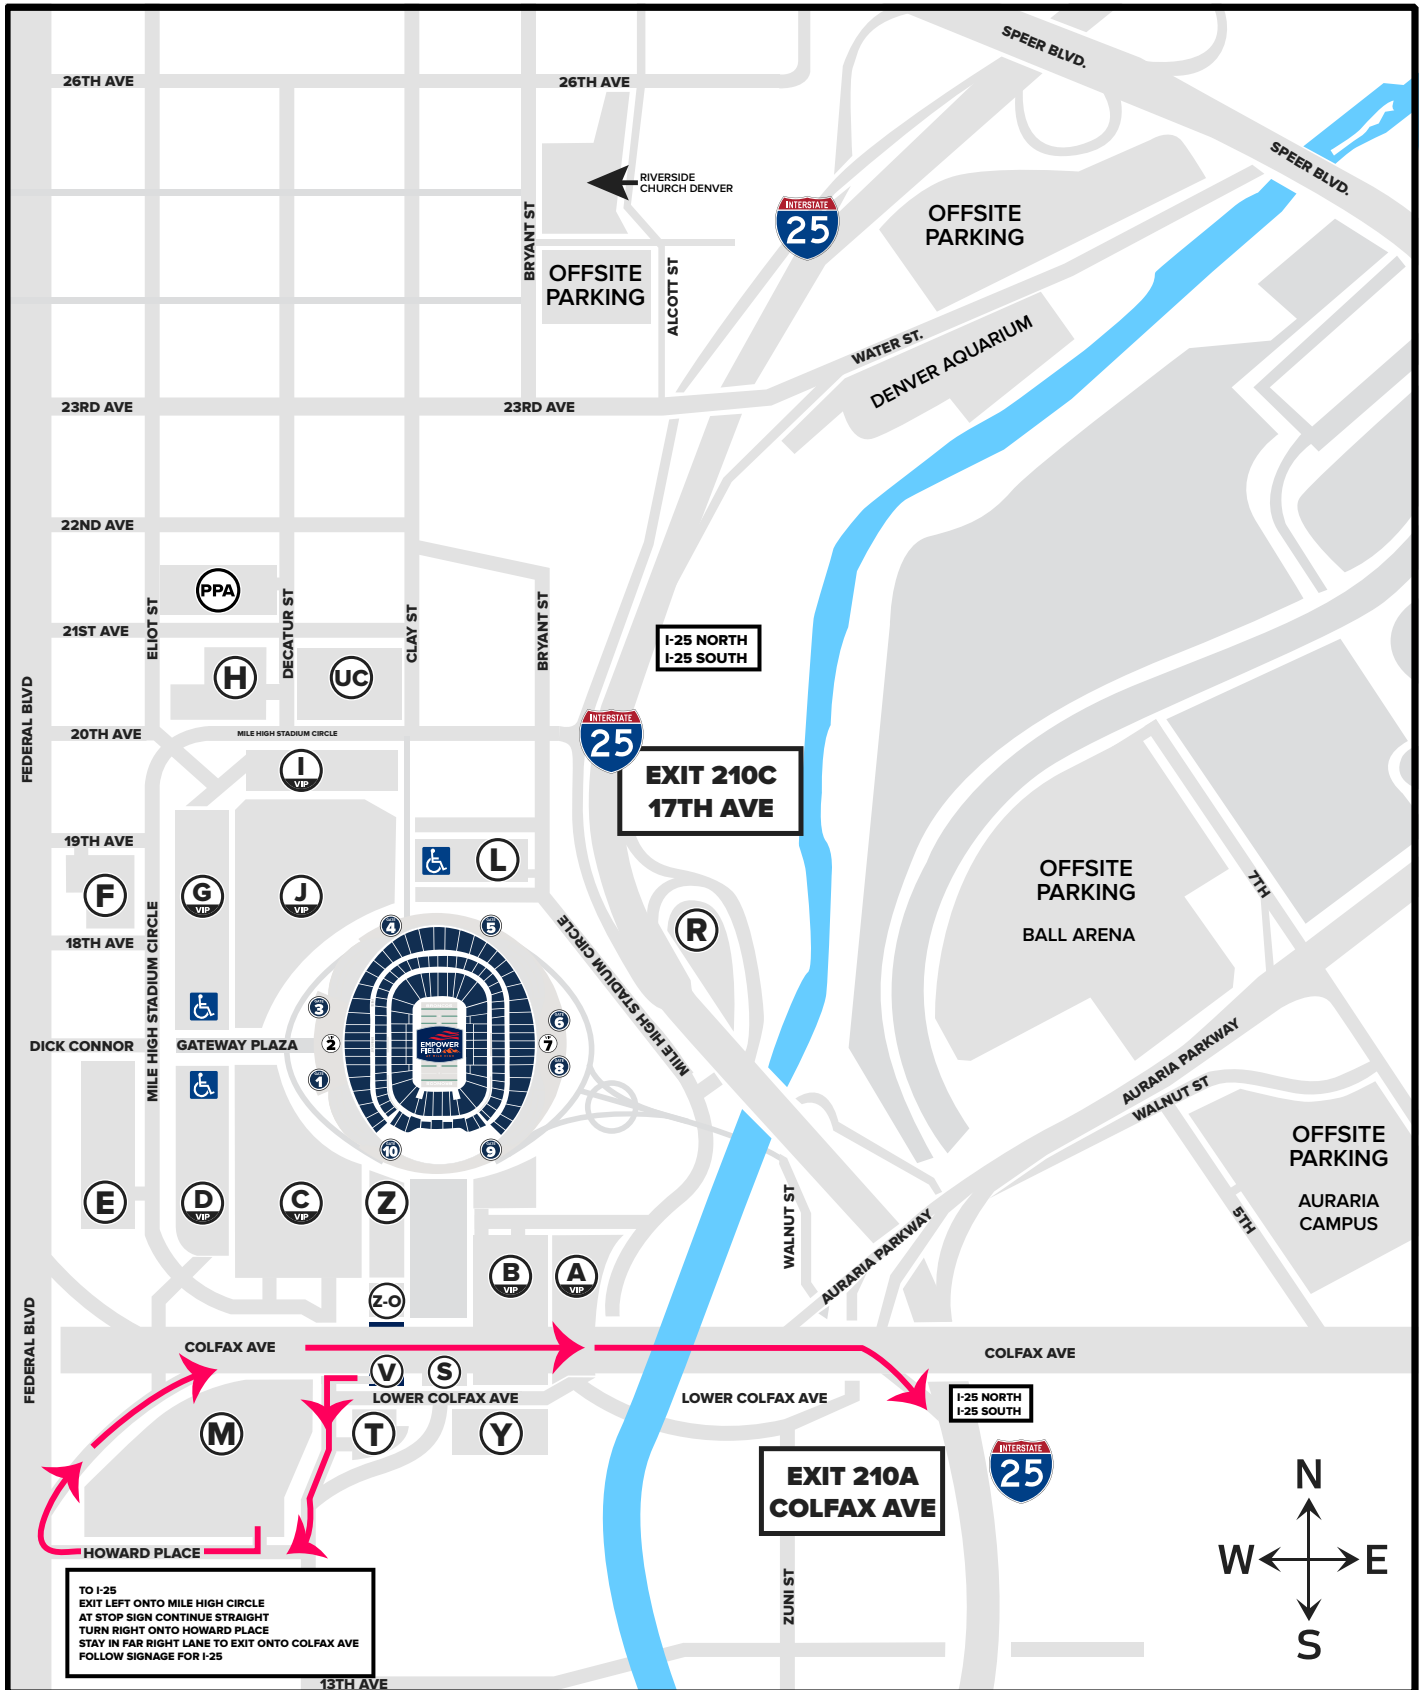 SPEER BLVD.
26TH AVE
26TH AVE
SPEER BLVD.
RIVERSIDE
CHURCH DENVER
INTERSTATE
25
OFFSITE
PARKING
BRYANT ST
OFFSITE
PARKING
ALCOTT ST
WATER ST.
DENVER AQUARIUM
23RD AVE
23RD AVE
22ND AVE
PPA
ELIOT ST
DECATUR ST
CLAY ST
BRYANT ST
21ST AVE
I-25 NORTH
I-25 SOUTH
H
UC
FEDERAL BLVD
20TH AVE
MILE HIGH STADIUM CIRCLE
INTERSTATE
25
I
VIP
EXIT 210C
17TH AVE
19TH AVE
L
OFFSITE
PARKING
BALL ARENA
7TH
F
G
VIP
J
VIP
4
5
R
18TH AVE
MILE HIGH STADIUM CIRCLE
MILE HIGH STADIUM CIRCLE
3
6
DICK CONNOR
GATEWAY PLAZA
2
EMPOWER
FIELD
7
8
1
AURARIA PARKWAY
WALNUT ST
10
9
OFFSITE
PARKING
AURARIA
CAMPUS
E
D
VIP
C
VIP
Z
WALNUT ST
5TH
AURARIA PARKWAY
B
VIP
A
VIP
Z-O
FEDERAL BLVD
COLFAX AVE
COLFAX AVE
V
S
LOWER COLFAX AVE
LOWER COLFAX AVE
I-25 NORTH
I-25 SOUTH
M
T
Y
INTERSTATE
25
EXIT 210A
COLFAX AVE
N
W
E
S
HOWARD PLACE
ZUNI ST
TO I-25
EXIT LEFT ONTO MILE HIGH CIRCLE
AT STOP SIGN CONTINUE STRAIGHT
TURN RIGHT ONTO HOWARD PLACE
STAY IN FAR RIGHT LANE TO EXIT ONTO COLFAX AVE
FOLLOW SIGNAGE FOR I-25
13TH AVE